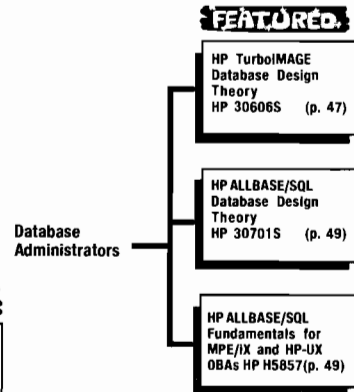 FEATURED
HP TurboIMAGE
Database Design
Theory
HP 30606S (p. 47)
HP ALLBASE/SQL
Database Design
Theory
HP 30701S (p. 49)
Database
Administrators
HP ALLBASE/SQL
Fundamentals for
MPE/iX and HP-UX
OBAs HP H5857(p. 49)